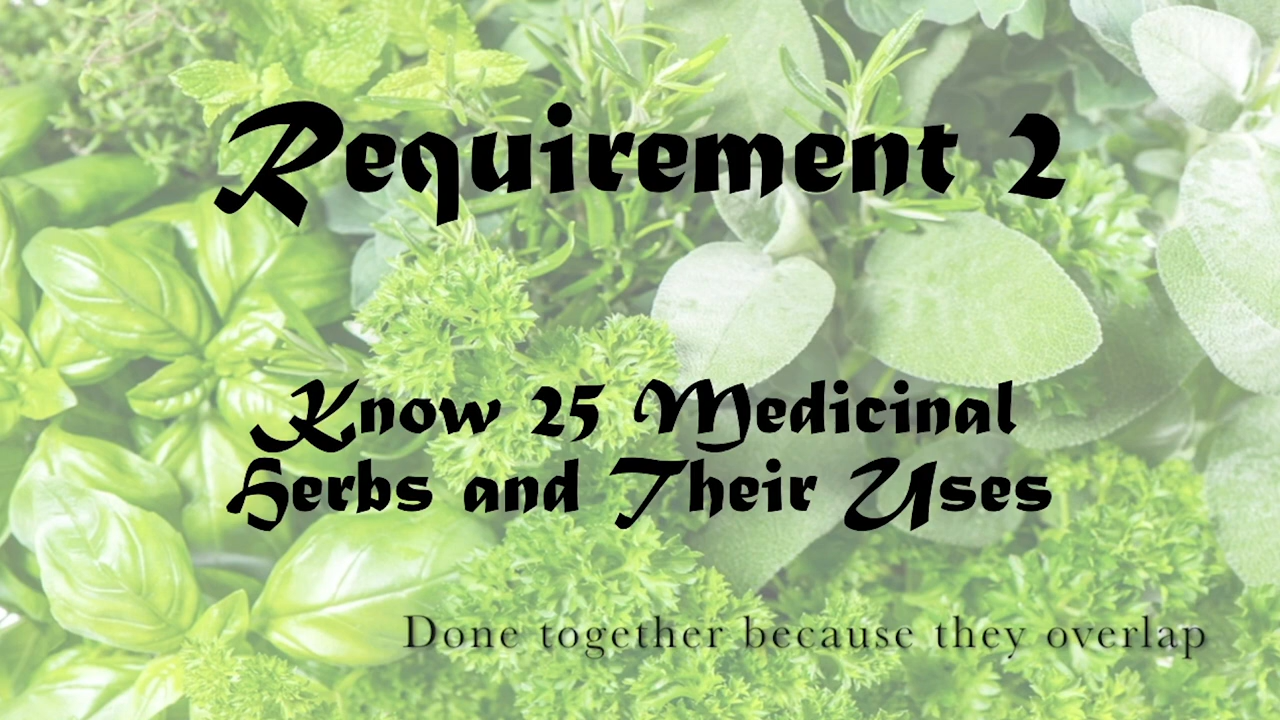 Requirement 2
Know 25 Medicinal
Herbs and Their Uses
Done together because they overlap